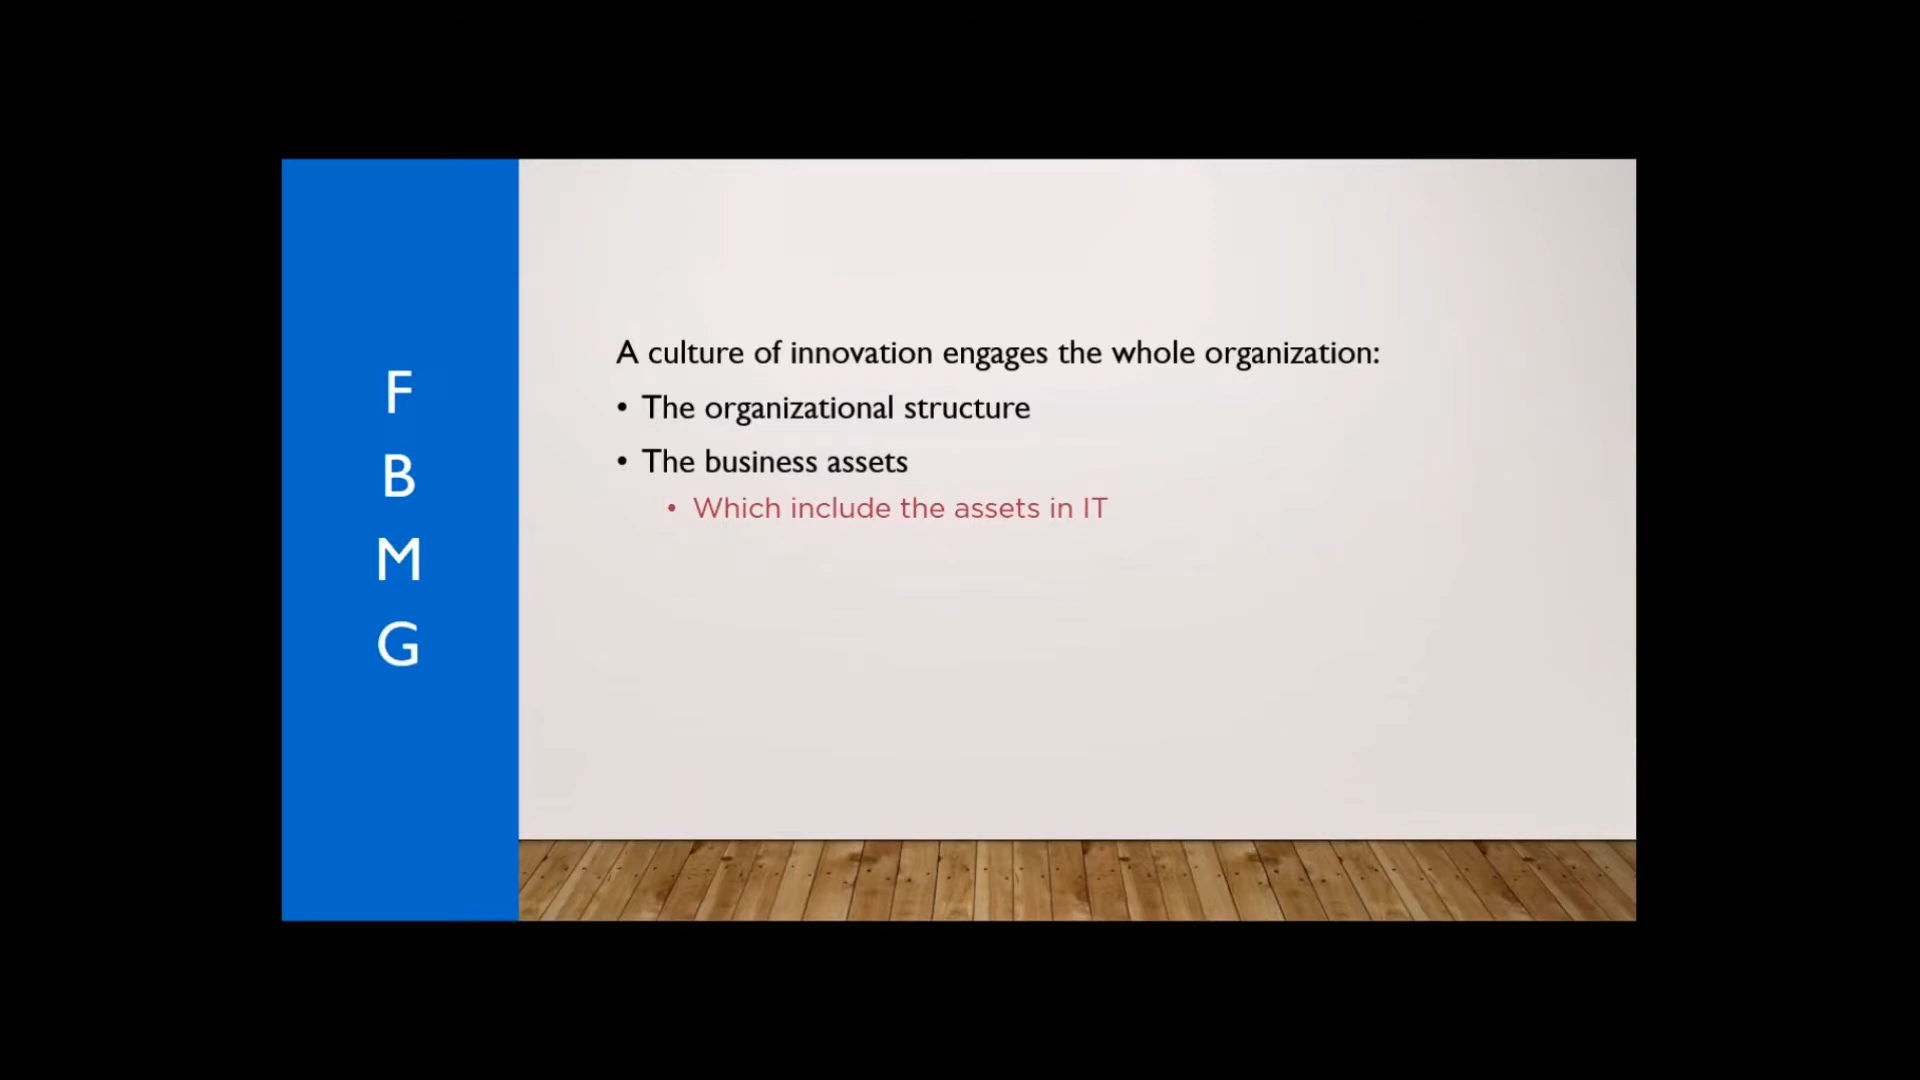 F
B
M
G
A culture of innovation engages the whole organization:
• The organizational structure
• The business assets
• Which include the assets in IT